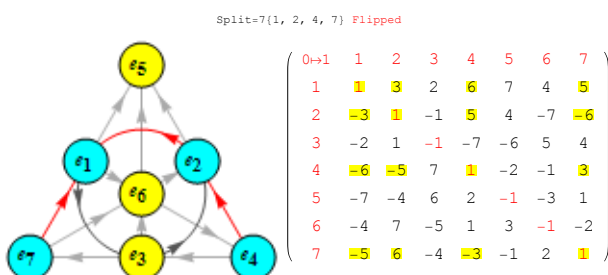 Split=7{1, 2, 4, 7} Flipped
e5
e1
e2
e6
e7
e3
e4
0↦1 1 2 3 4 5 6 7
1 1 3 2 6 7 4 5
2 -3 1 -1 5 4 -7 -6
3 -2 1 -1 -7 -6 5 4
4 -6 -5 7 1 -2 -1 3
5 -7 -4 6 2 -1 -3 1
6 -4 7 -5 1 3 -1 -2
7 -5 6 -4 -3 -1 2 1